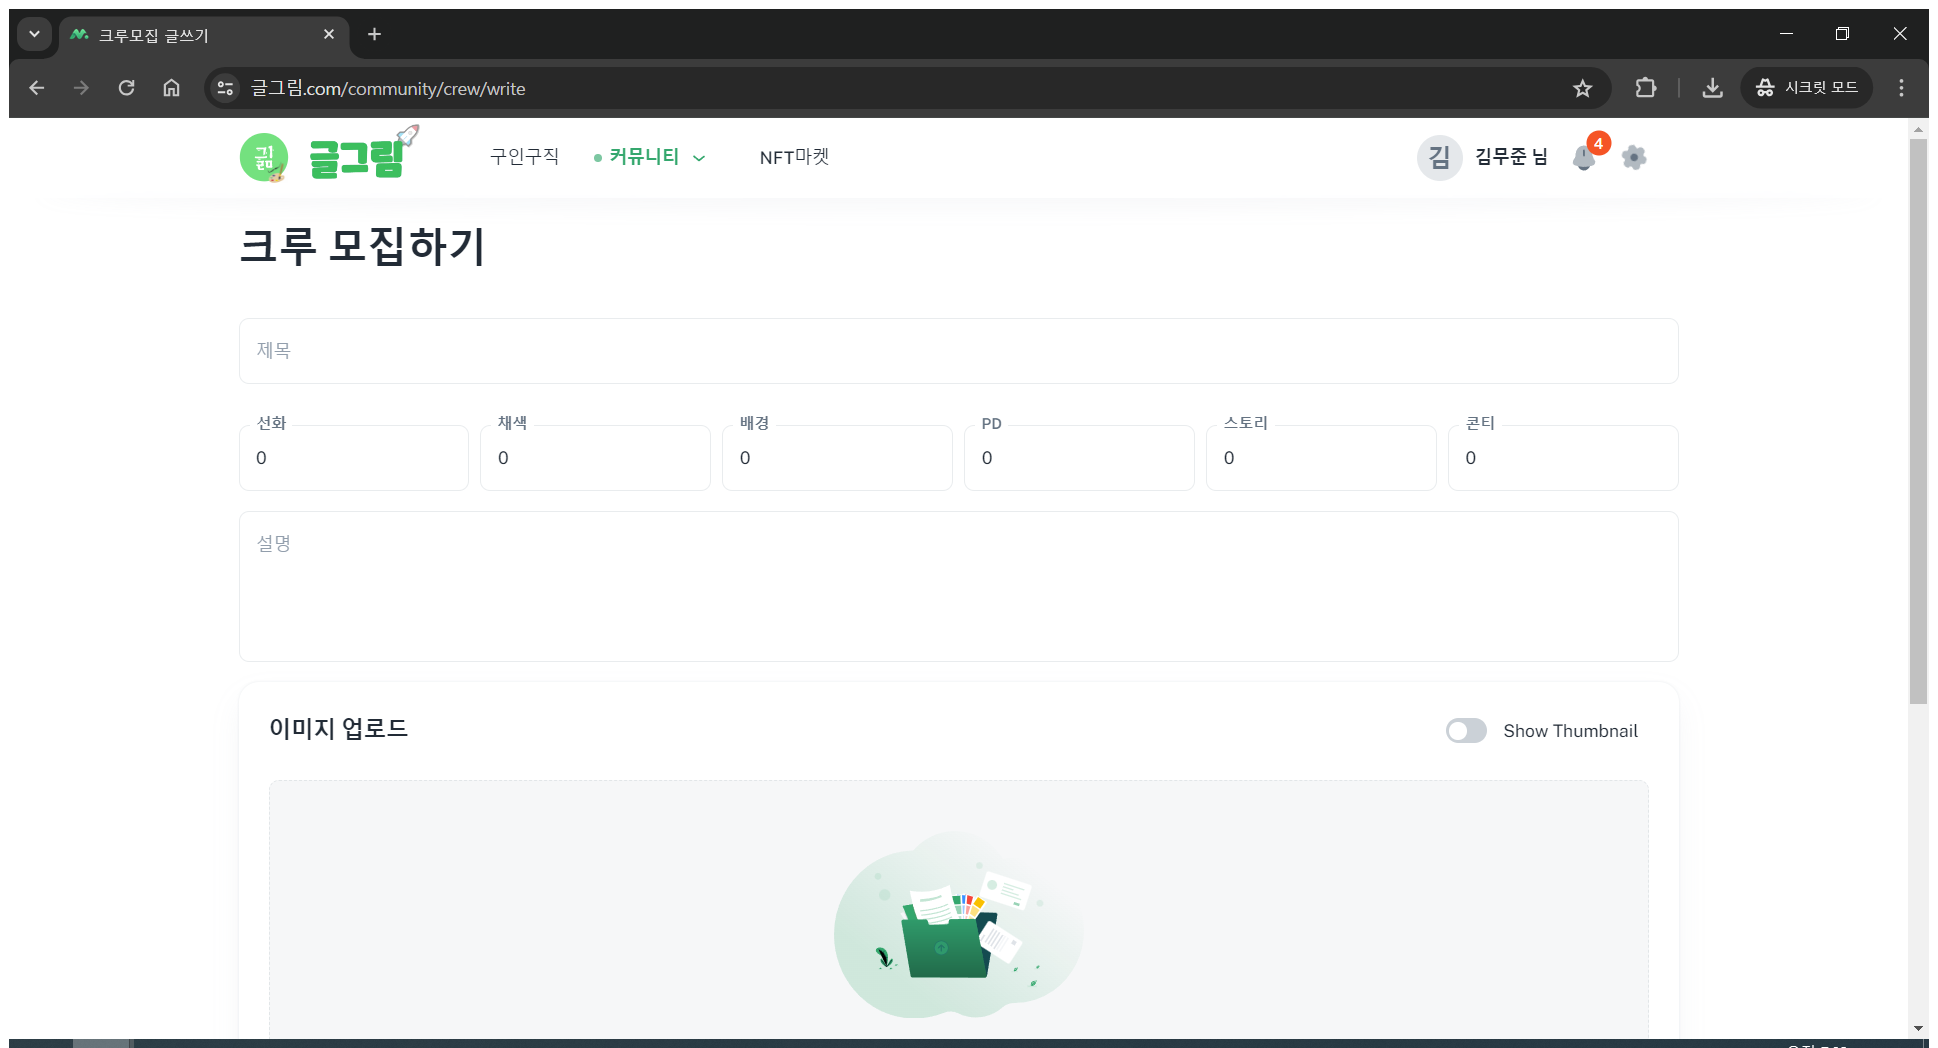 크루모집 글쓰기
글그림.com/community/crew/write
시크릿 모드
글그림
구인구직
커뮤니티
NFT마켓
김
김무준 님
4
크루 모집하기
제목
선화
채색
배경
PD
스토리
콘티
0
0
0
0
0
0
설명
이미지 업로드
Show Thumbnail